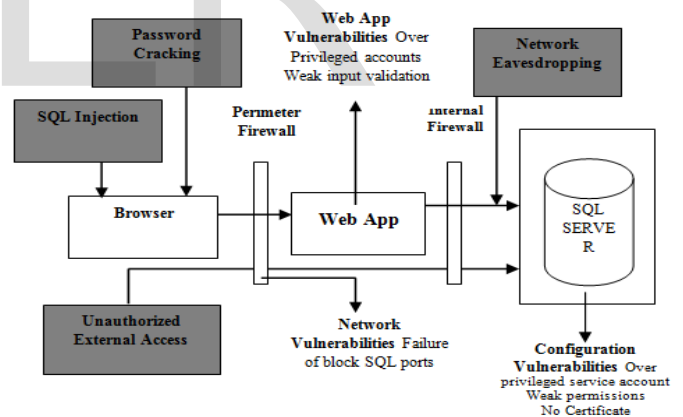 Password
Cracking
Web App
Vulnerabilities Over
Privileged accounts
Weak input validation
Network
Eavesdropping
SQL Injection
Perimeter
Firewall
Internal
Firewall
Browser
Web App
SQL
SERVE
R
Unauthorized
External Access
Network
Vulnerabilities Failure
of block SQL ports
Configuration
Vulnerabilities Over
privileged service account
Weak permissions
No Certificate